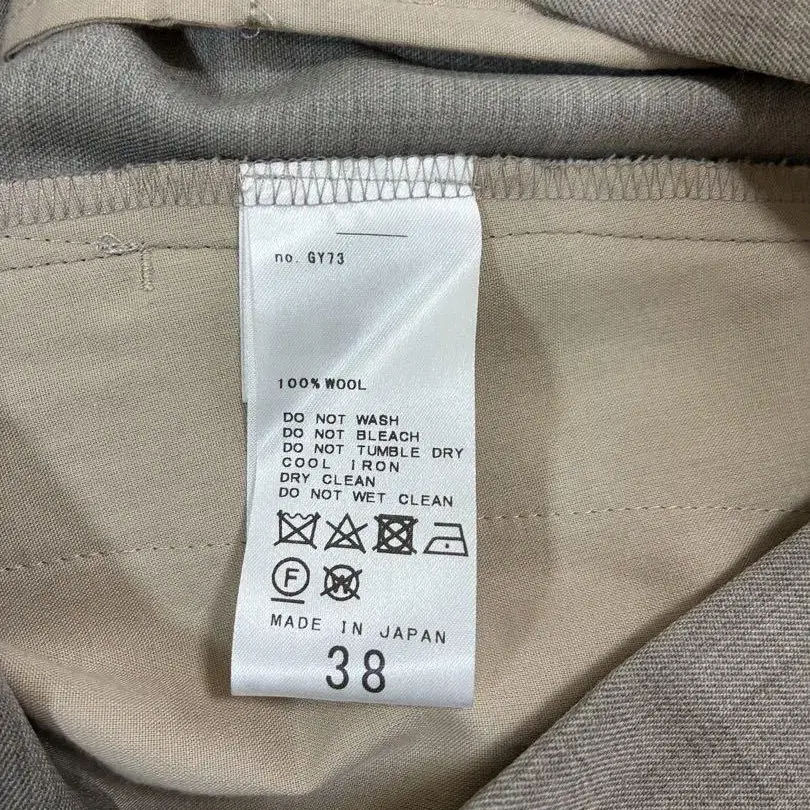 no. GY73
100% WOOL
DO NOT WASH
DO NOT BLEACH
DO NOT TUMBLE DRY
COOL IRON
DRY CLEAN
DO NOT WET CLEAN
F W
MADE IN JAPAN
38